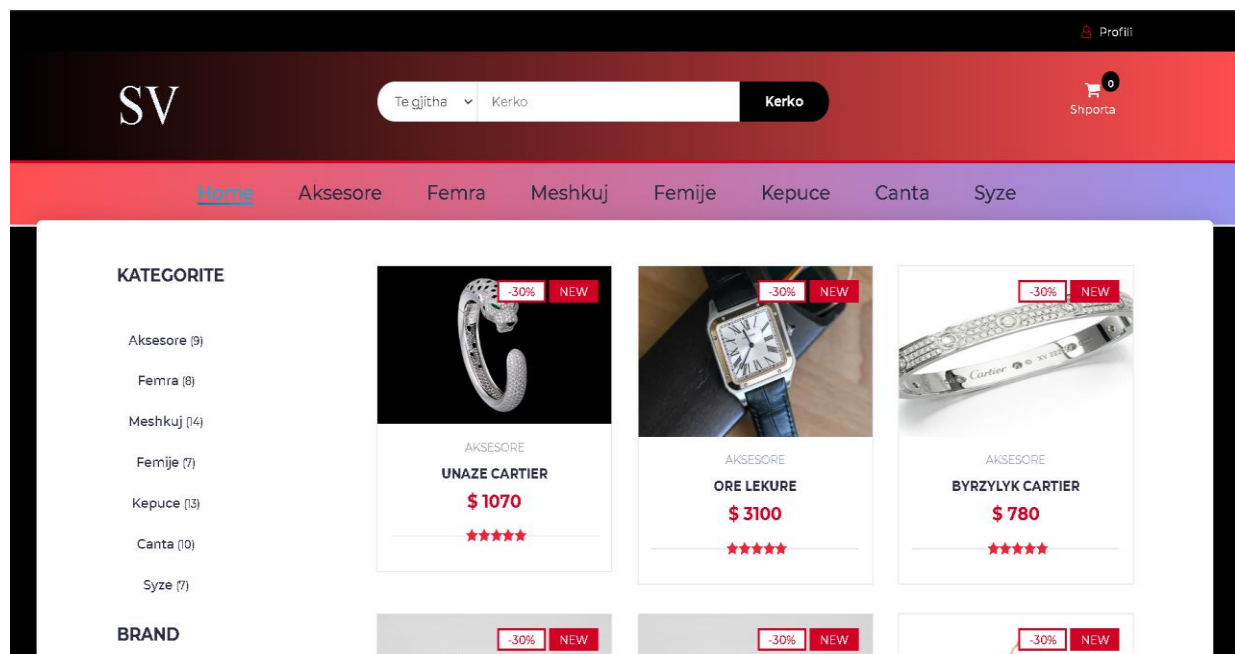 Profili
SV
Te gjitha Kerko Kerko
0
Shporta
Home Aksesore Femra Meshkuj Femije Kepuce Canta Syze
KATEGORITE
Aksesore (9)
Femra (8)
Meshkuj (14)
Femije (7)
Kepuce (13)
Canta (10)
Syze (7)
BRAND
-30% NEW
AKSESORE
UNAZE CARTIER
$ 1070
-30% NEW
AKSESORE
ORE LEKURE
$ 3100
-30% NEW
Cartier
AKSESORE
BYRZYLYK CARTIER
$ 780
-30% NEW
-30% NEW
-30% NEW